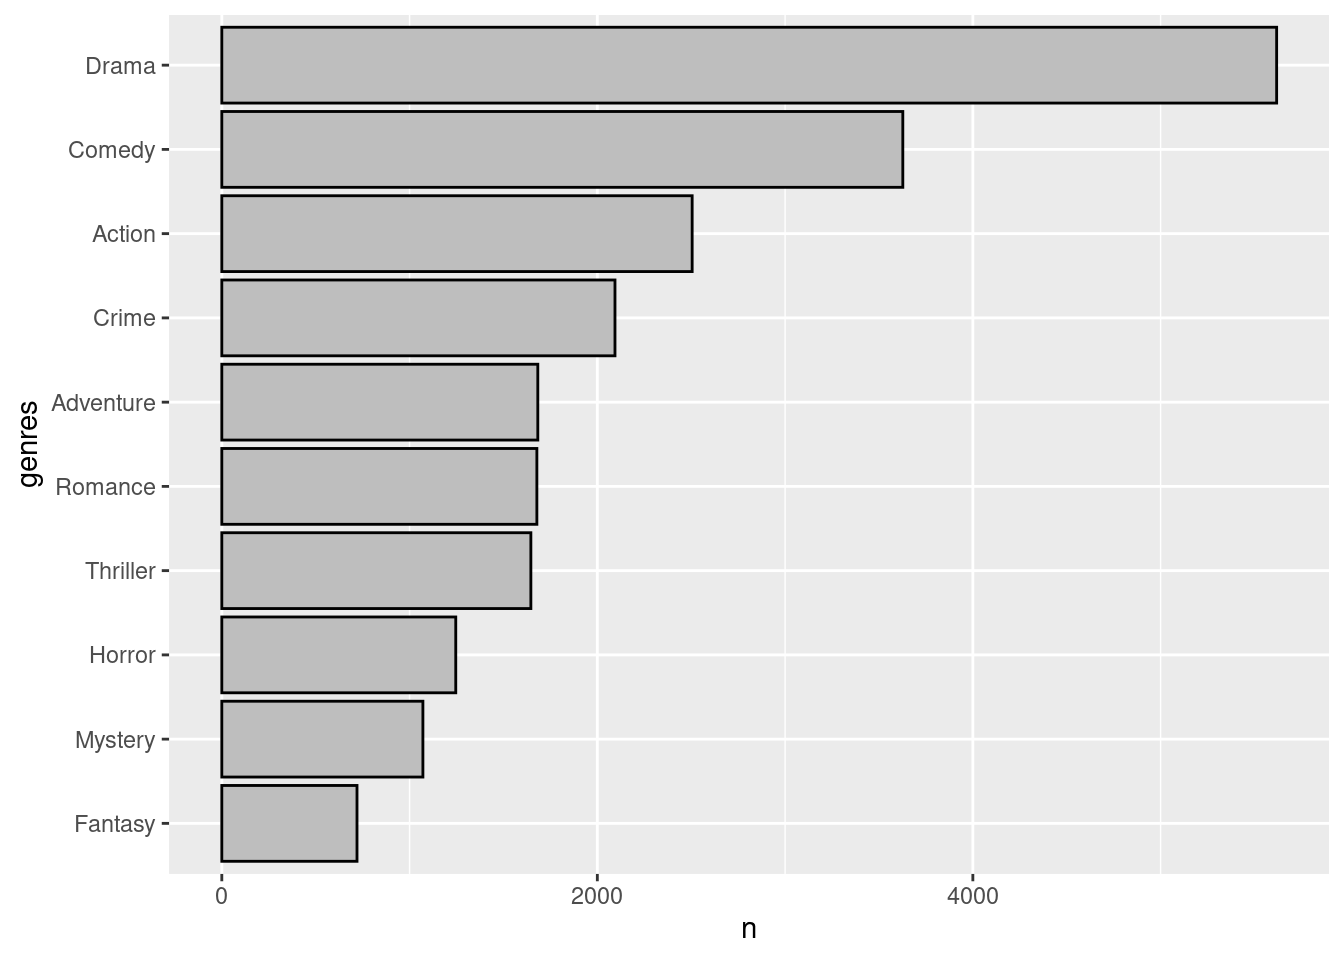 Drama
Comedy
Action
Crime
Adventure
Romance
Thriller
Horror
Mystery
Fantasy
genres
0 2000 4000
n